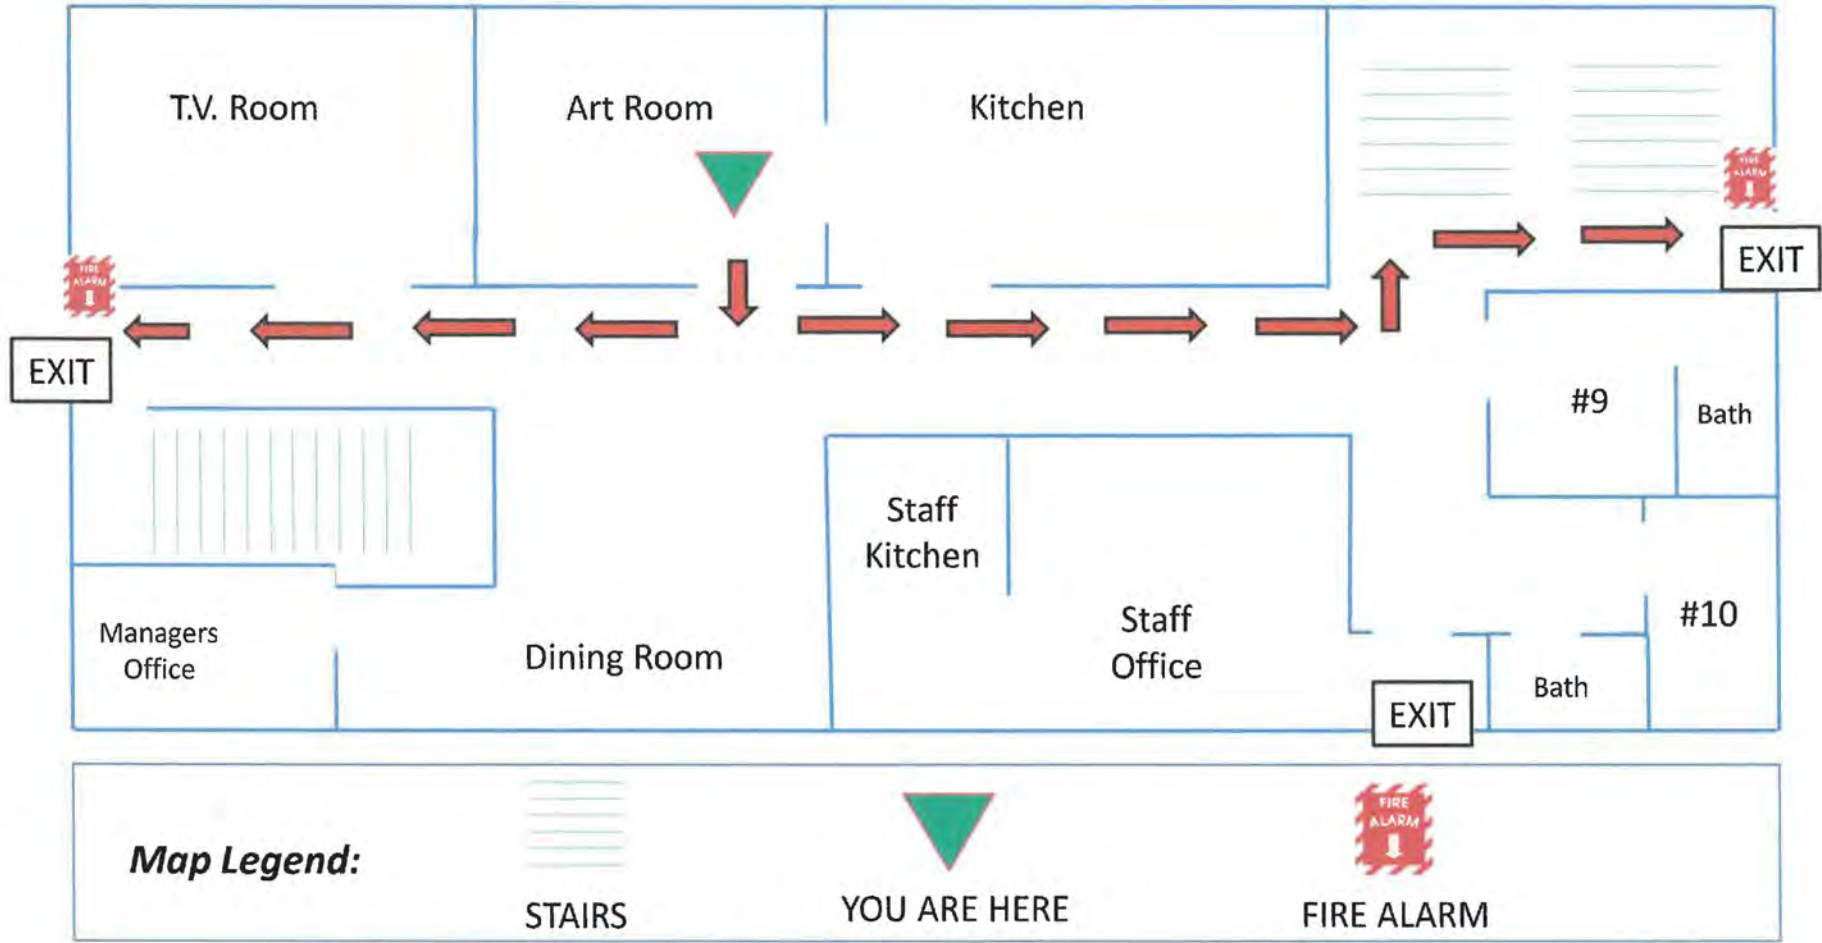 T.V. Room
Art Room
Kitchen
FIRE
ALARM
EXIT
FIRE
ALARM
EXIT
#9
Bath
Staff
Kitchen
Staff
Office
#10
Managers
Office
Dining Room
Bath
EXIT
Map Legend:
STAIRS
YOU ARE HERE
FIRE
ALARM
FIRE ALARM